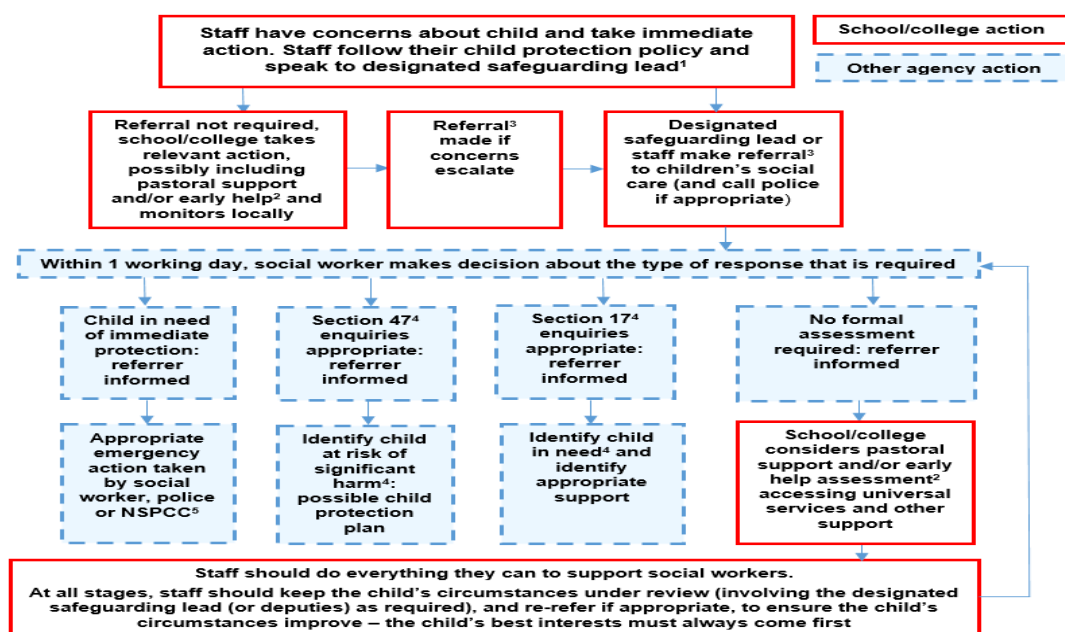 Staff have concerns about child and take immediate
action. Staff follow their child protection policy and
speak to designated safeguarding lead¹
School/college action
Other agency action
Referral not required,
school/college takes
relevant action,
possibly including
pastoral support
and/or early help² and
monitors locally
Referral³
made if
concerns
escalate
Designated
safeguarding lead or
staff make referral³
to children's social
care (and call police
if appropriate)
Within 1 working day, social worker makes decision about the type of response that is required
Child in need
of immediate
protection:
referrer
informed
Section 47⁴
enquiries
appropriate:
referrer
informed
Section 17⁴
enquiries
appropriate:
referrer
informed
No formal
assessment
required: referrer
informed
Appropriate
emergency
action taken
by social
worker, police
or NSPCC⁵
Identify child
at risk of
significant
harm⁴:
possible child
protection
plan
Identify child
in need⁴ and
identify
appropriate
support
School/college
considers pastoral
support and/or early
help assessment²
accessing universal
services and other
support
Staff should do everything they can to support social workers.
At all stages, staff should keep the child's circumstances under review (involving the designated
safeguarding lead (or deputies) as required), and re-refer if appropriate, to ensure the child's
circumstances improve – the child's best interests must always come first